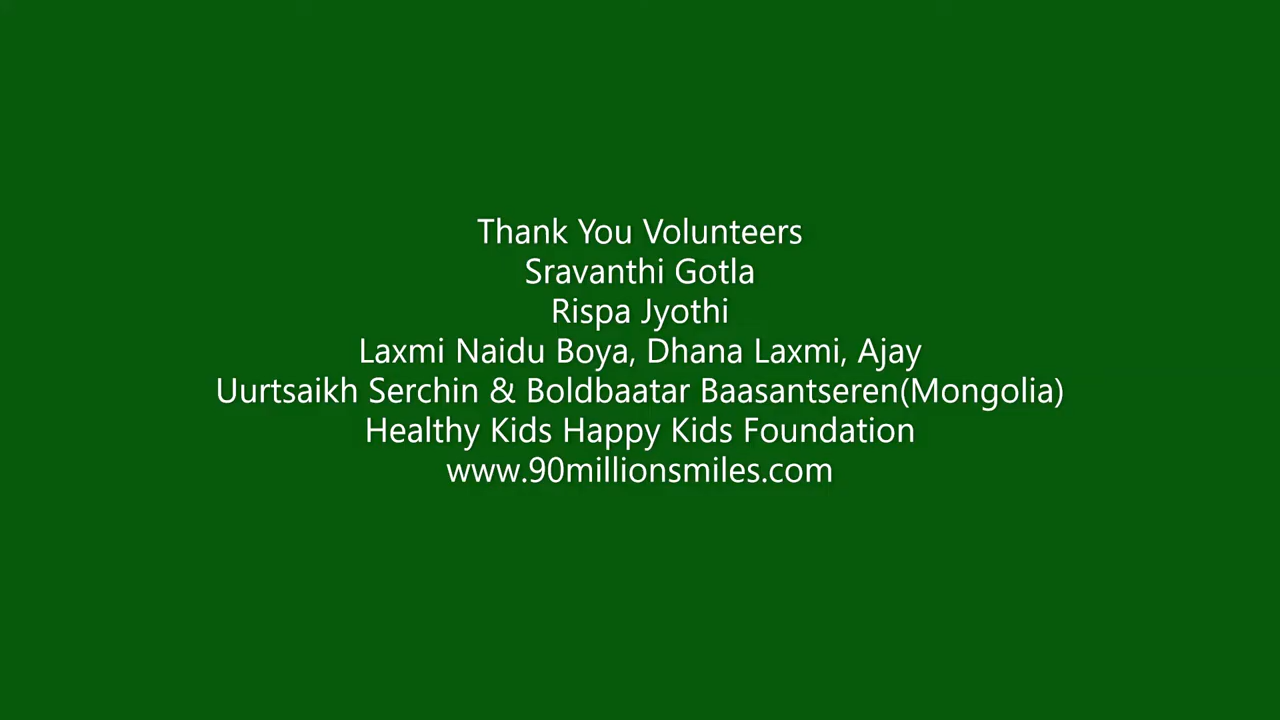 Thank You Volunteers
Sravanthi Gotla
Rispa Jyothi
Laxmi Naidu Boya, Dhana Laxmi, Ajay
Uurtsaikh Serchin & Boldbaatar Baasantseren(Mongolia)
Healthy Kids Happy Kids Foundation
www.90millionsmiles.com